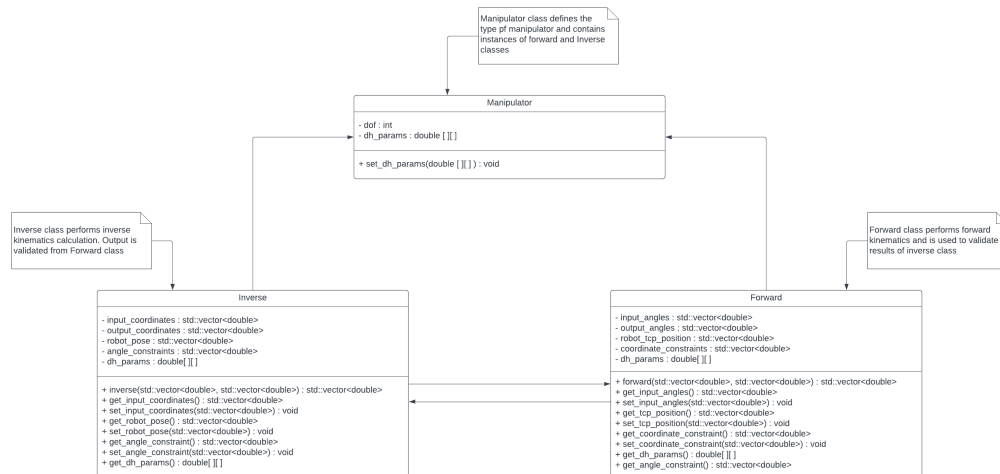 Manipulator class defines the
type pf manipulator and contains
instances of forward and Inverse
classes
Manipulator
- dof : int
- dh_params : double [ ][ ]
+ set_dh_params(double [ ][ ] ) : void
Inverse class performs inverse
kinematics calculation. Output is
validated from Forward class
Forward class performs forward
kinematics and is used to validate
results of inverse class
Inverse
- input_coordinates : std::vector<double>
- output_coordinates : std::vector<double>
- robot_pose : std::vector<double>
- angle_constraints : std::vector<double>
- dh_params : double[ ][ ]
+ inverse(std::vector<double>, std::vector<double>) : std::vector<double>
+ get_input_coordinates() : std::vector<double>
+ set_input_coordinates(std::vector<double>) : void
+ get_robot_pose() : std::vector<double>
+ set_robot_pose(std::vector<double>) : void
+ get_angle_constraint() : std::vector<double>
+ set_angle_constraint(std::vector<double>) : void
+ get_dh_params() : double[ ][ ]
Forward
- input_angles : std::vector<double>
- output_angles : std::vector<double>
- robot_tcp_position : std::vector<double>
- coordinate_constraints : std::vector<double>
- dh_params : double[ ][ ]
+ forward(std::vector<double>, std::vector<double>) : std::vector<double>
+ get_input_angles() : std::vector<double>
+ set_input_angles(std::vector<double>) : void
+ get_tcp_position() : std::vector<double>
+ set_tcp_position(std::vector<double>) : void
+ get_coordinate_constraint() : std::vector<double>
+ set_coordinate_constraint(std::vector<double>) : void
+ get_dh_params() : double[ ][ ]
+ get_angle_constraint() : std::vector<double>